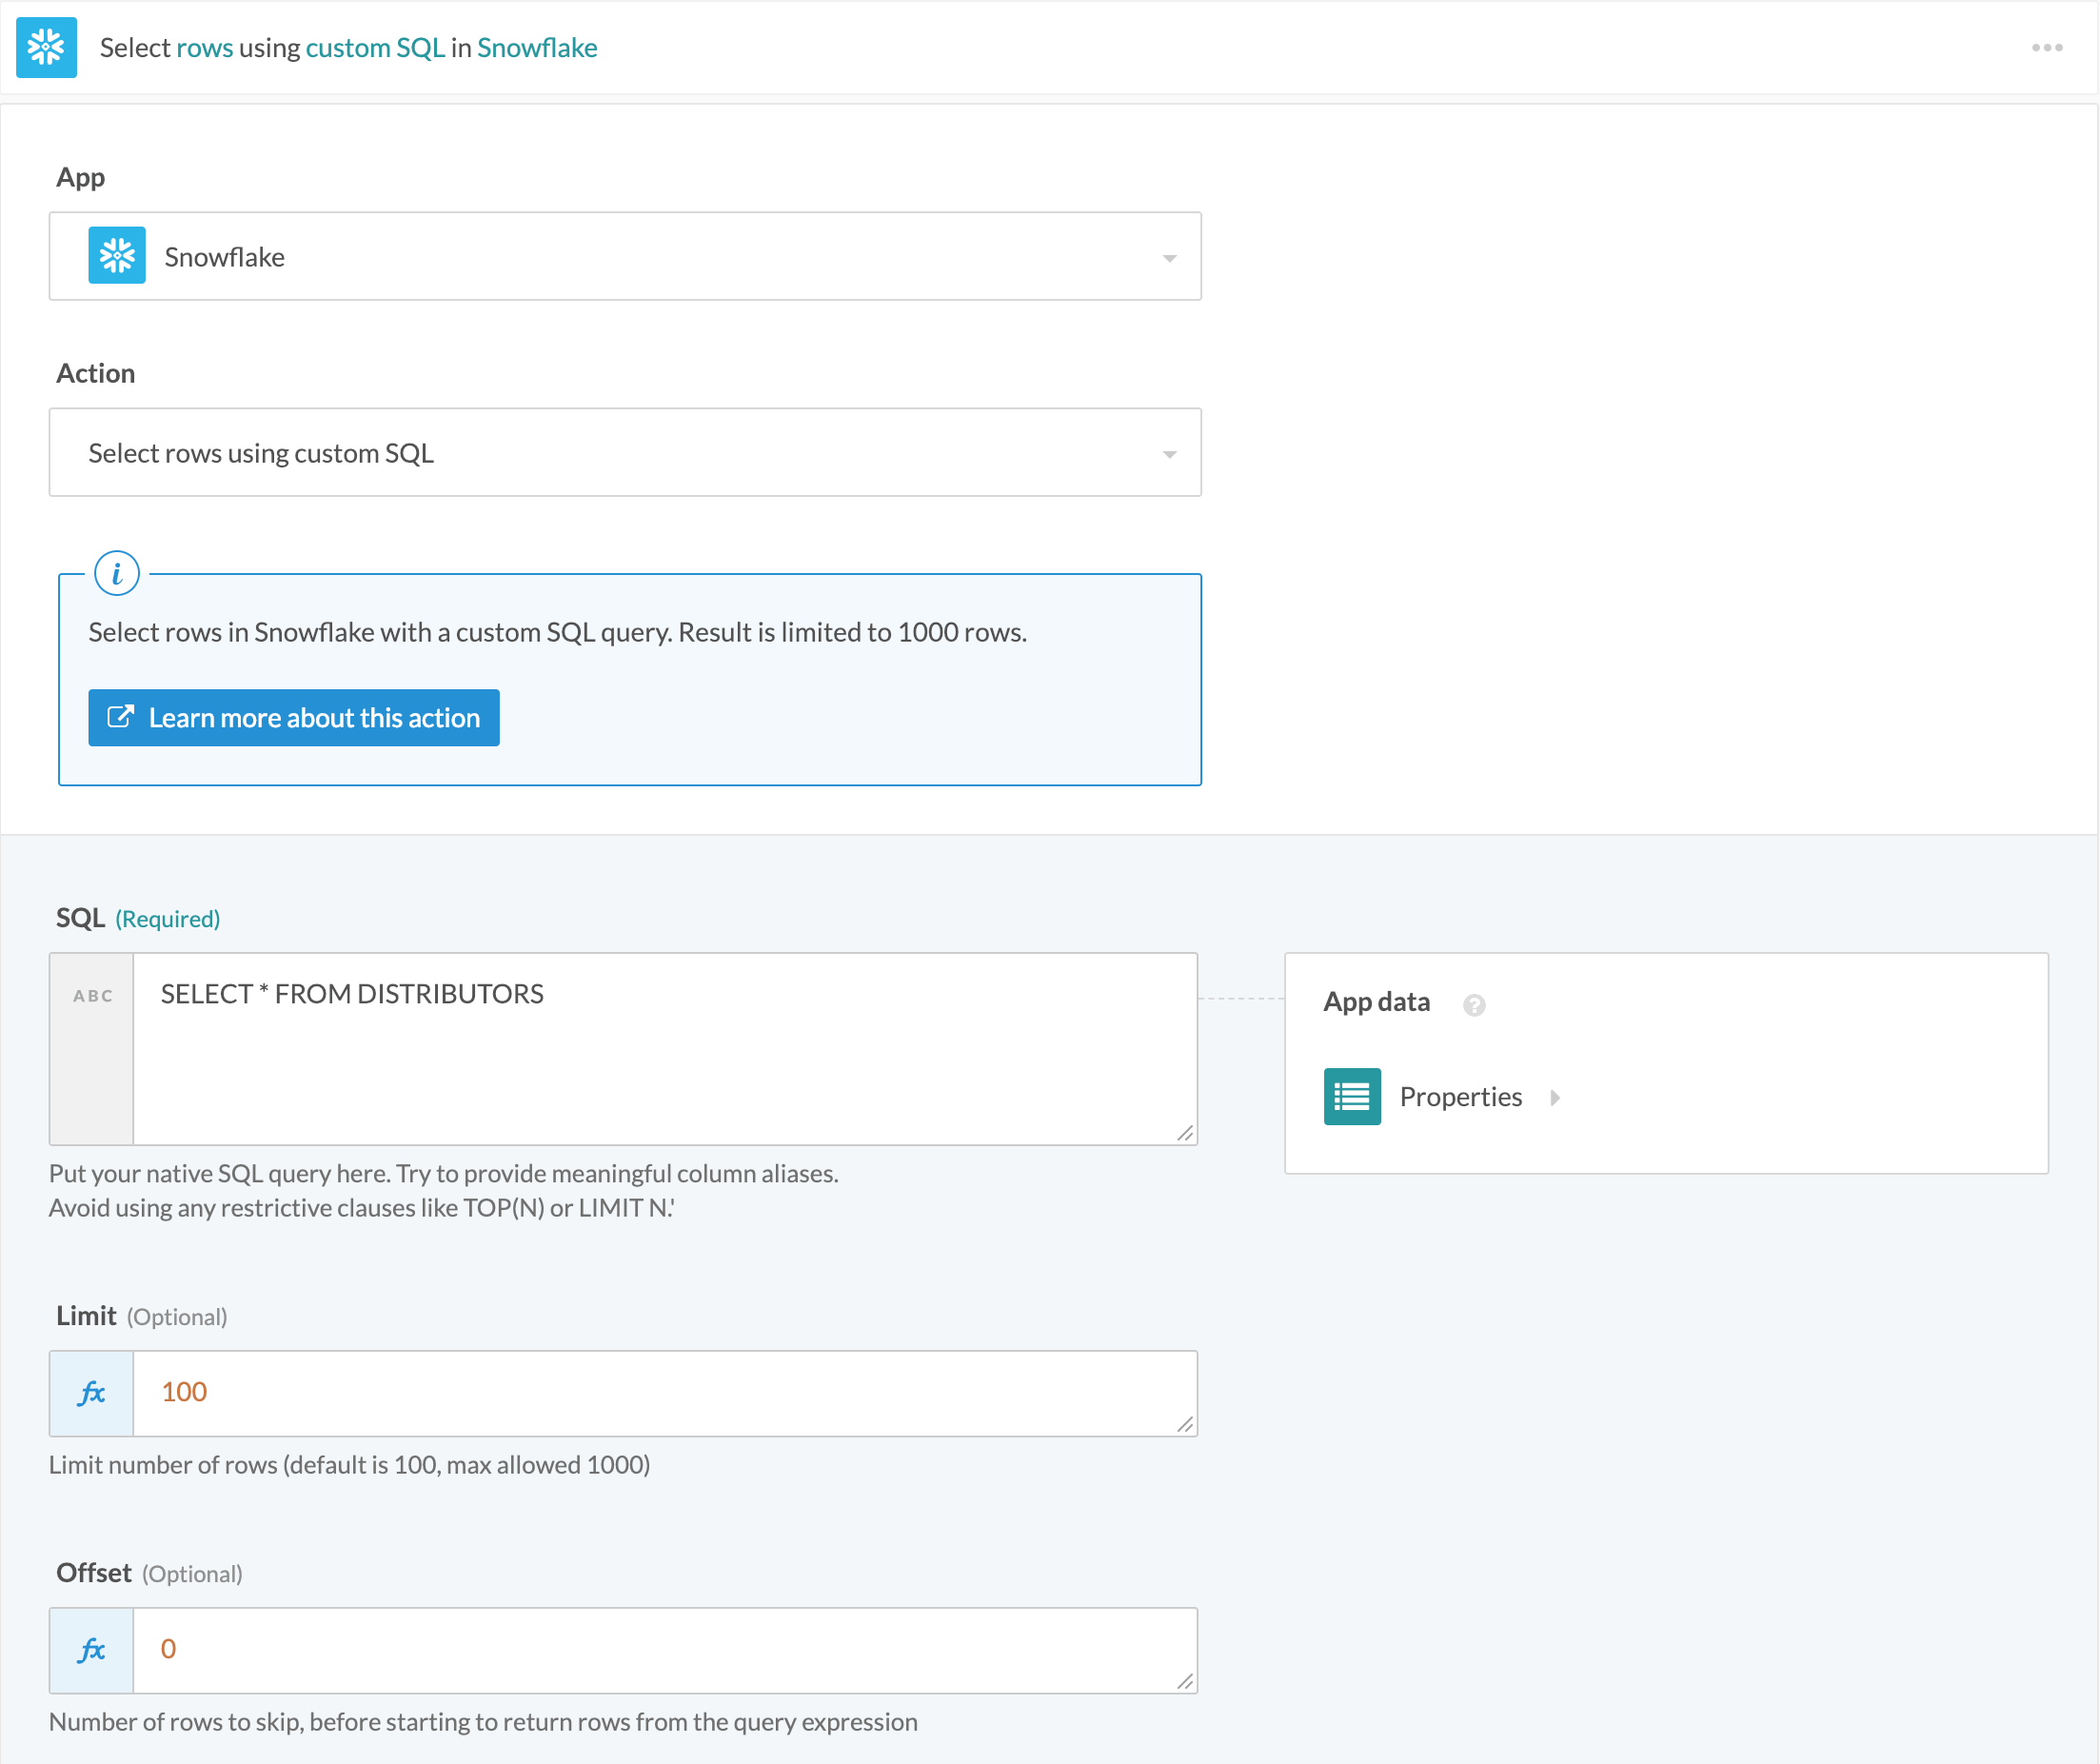 Select rows using custom SQL in Snowflake
App
Snowflake
Action
Select rows using custom SQL
i
Select rows in Snowflake with a custom SQL query. Result is limited to 1000 rows.
Learn more about this action
SQL (Required)
ABC
SELECT * FROM DISTRIBUTORS
App data ?
Properties
Put your native SQL query here. Try to provide meaningful column aliases.
Avoid using any restrictive clauses like TOP(N) or LIMIT N.'
Limit (Optional)
fx 100
Limit number of rows (default is 100, max allowed 1000)
Offset (Optional)
fx 0
Number of rows to skip, before starting to return rows from the query expression